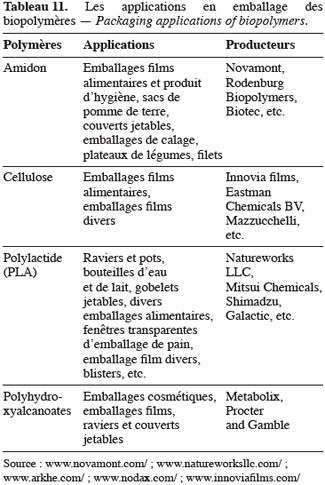 Tableau 11. Les applications en emballage des
biopolymères — Packaging applications of biopolymers.
Polymères Applications Producteurs
Amidon Emballages films Novamont,
alimentaires et produit Rodenburg
d'hygiène, sacs de Biopolymers,
pomme de terre, Biotec, etc.
couverts jetables,
emballages de calage,
plateaux de légumes, filets
Cellulose Emballages films Innovia films,
alimentaires, Eastman
emballages films Chemicals BV,
divers Mazzucchelli,
etc.
Polylactide Raviers et pots, Natureworks
(PLA) bouteilles d'eau LLC,
et de lait, gobelets Mitsui Chemicals,
jetables, divers Shimadzu,
emballages alimentaires, Galactic, etc.
fenêtres transparentes
d'emballage de pain,
emballage film divers,
blisters, etc.
Polyhydro- Emballages cosmétiques, Metabolix,
xyalcanoates emballages films, Procter
raviers et couverts and Gamble
jetables
Source : www.novamont.com/ ; www.natureworksllc.com/ ;
www.arkhe.com/ ; www.nodax.com/ ; www.innoviafilms.com/